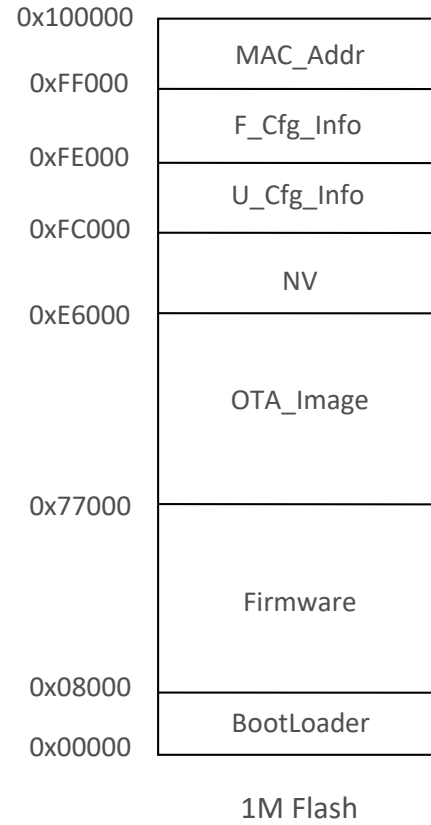 0x100000
MAC_Addr
0xFF000
F_Cfg_Info
0xFE000
U_Cfg_Info
0xFC000
NV
0xE6000
OTA_Image
0x77000
Firmware
0x08000
BootLoader
0x00000
1M Flash